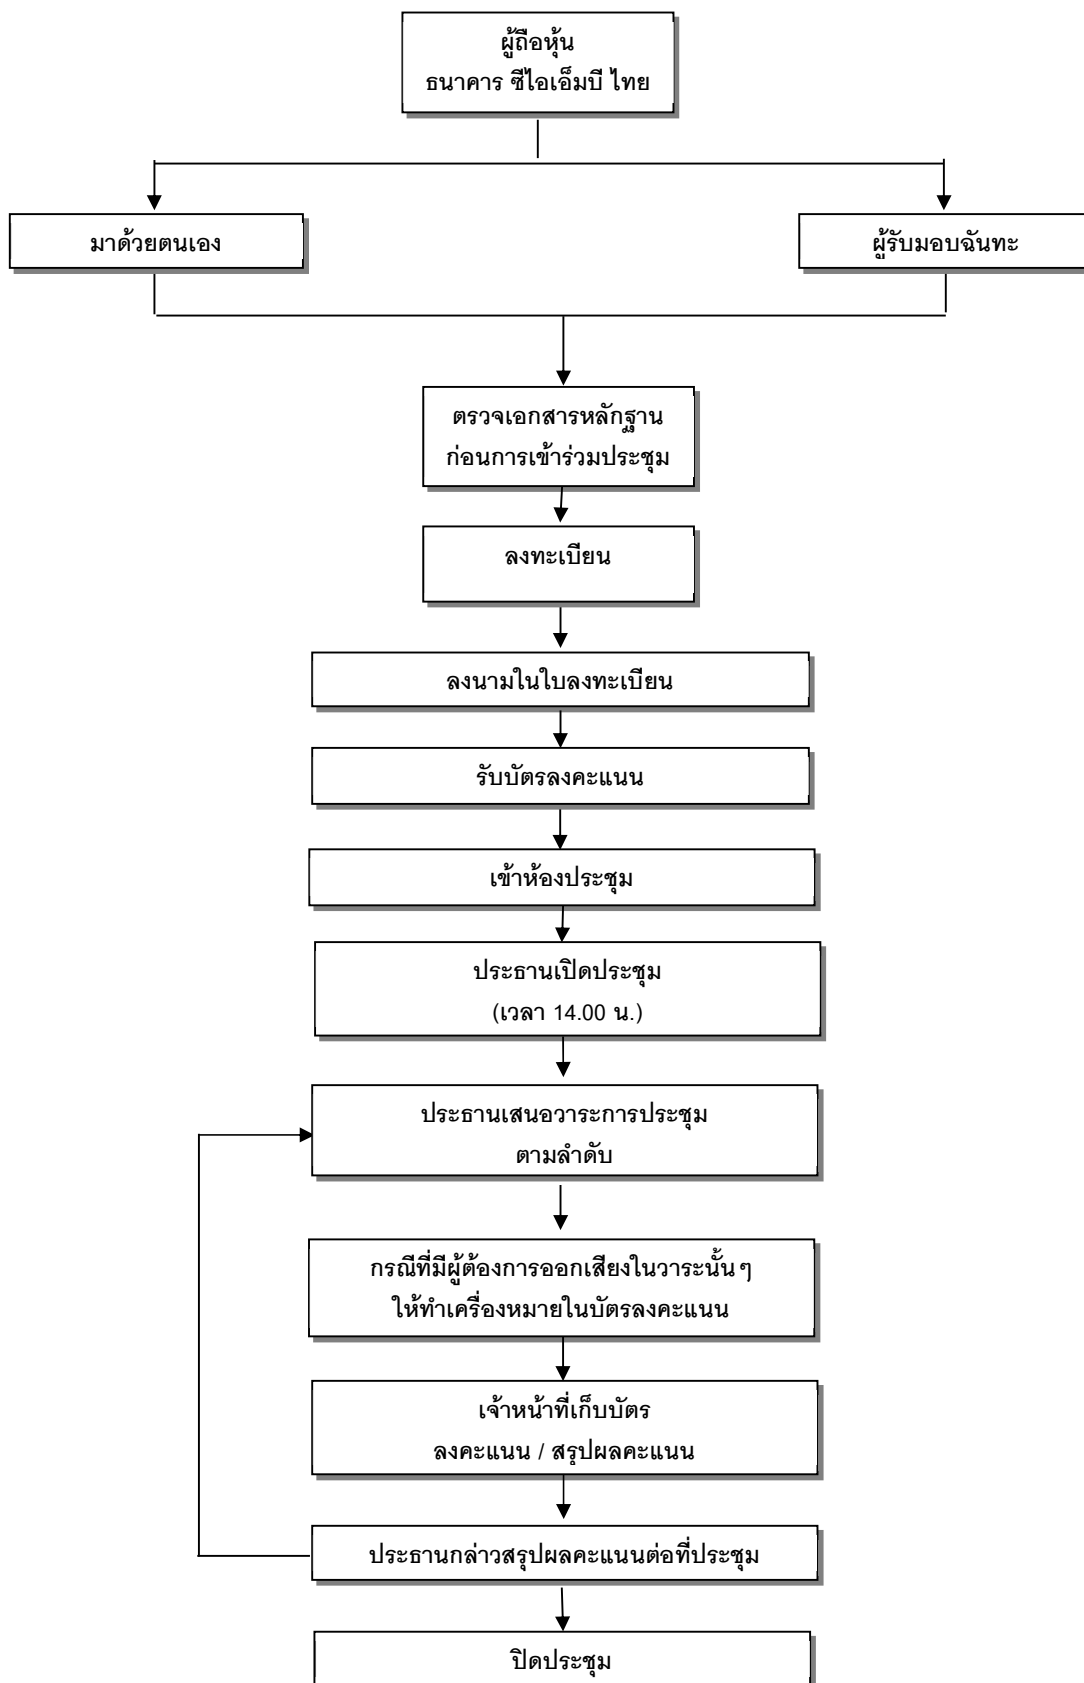 ผู้ถือหุ้น
ธนาคาร ซีไอเอ็มบี ไทย
มาด้วยตนเอง
ผู้รับมอบฉันทะ
ตรวจเอกสารหลักฐาน
ก่อนการเข้าร่วมประชุม
ลงทะเบียน
ลงนามในใบลงทะเบียน
รับบัตรลงคะแนน
เข้าห้องประชุม
ประธานเปิดประชุม
(เวลา 14.00 น.)
ประธานเสนอวาระการประชุม
ตามลำดับ
กรณีที่มีผู้ต้องการออกเสียงในวาระนั้น ๆ
ให้ทำเครื่องหมายในบัตรลงคะแนน
เจ้าหน้าที่เก็บบัตร
ลงคะแนน / สรุปผลคะแนน
ประธานกล่าวสรุปผลคะแนนต่อที่ประชุม
ปิดประชุม